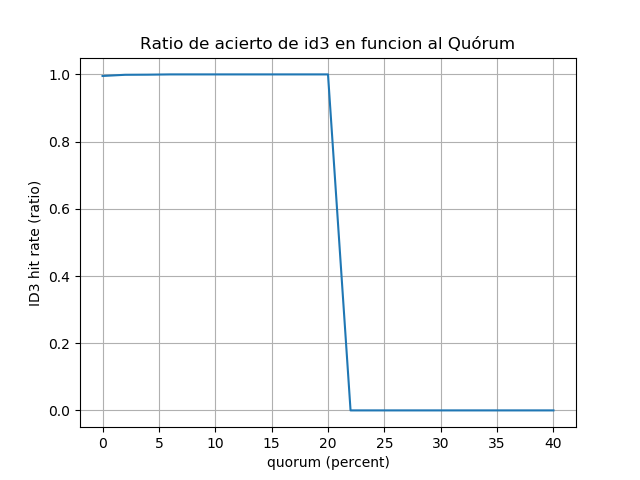 Ratio de acierto de id3 en funcion al Quórum
ID3 hit rate (ratio)
1.0
0.8
0.6
0.4
0.2
0.0
0 5 10 15 20 25 30 35 40
quorum (percent)